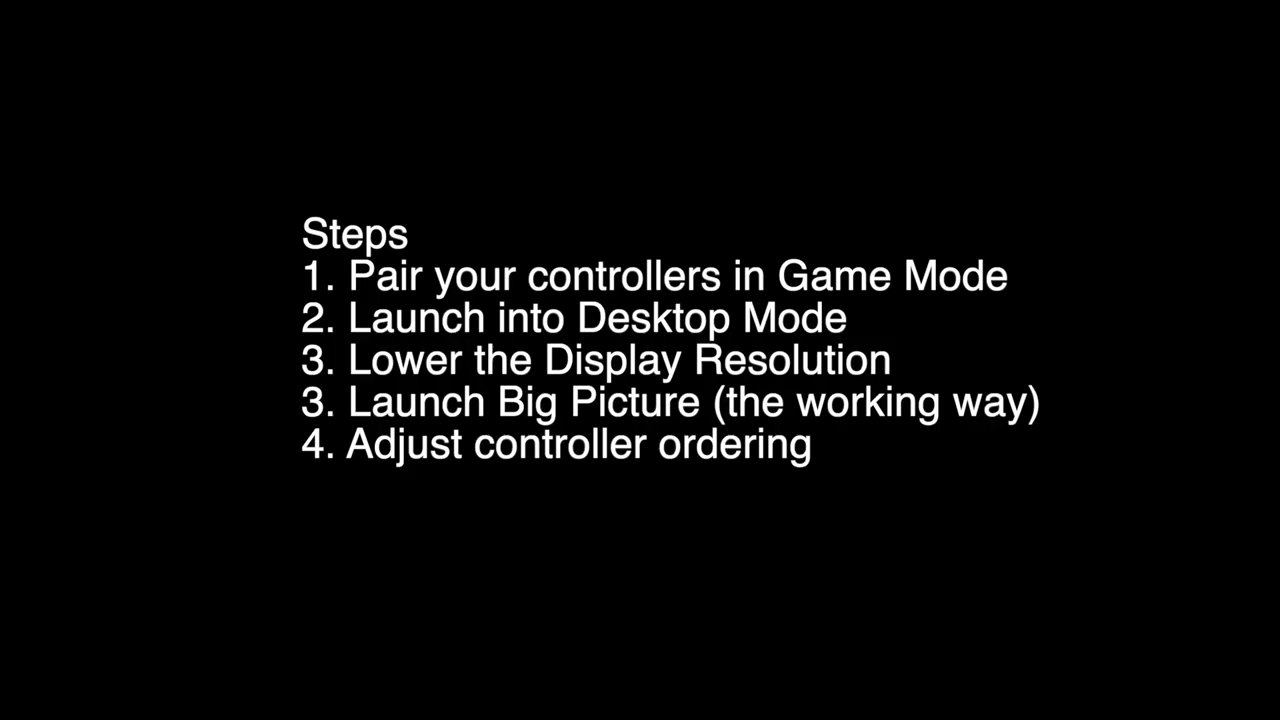 Steps
1. Pair your controllers in Game Mode
2. Launch into Desktop Mode
3. Lower the Display Resolution
3. Launch Big Picture (the working way)
4. Adjust controller ordering